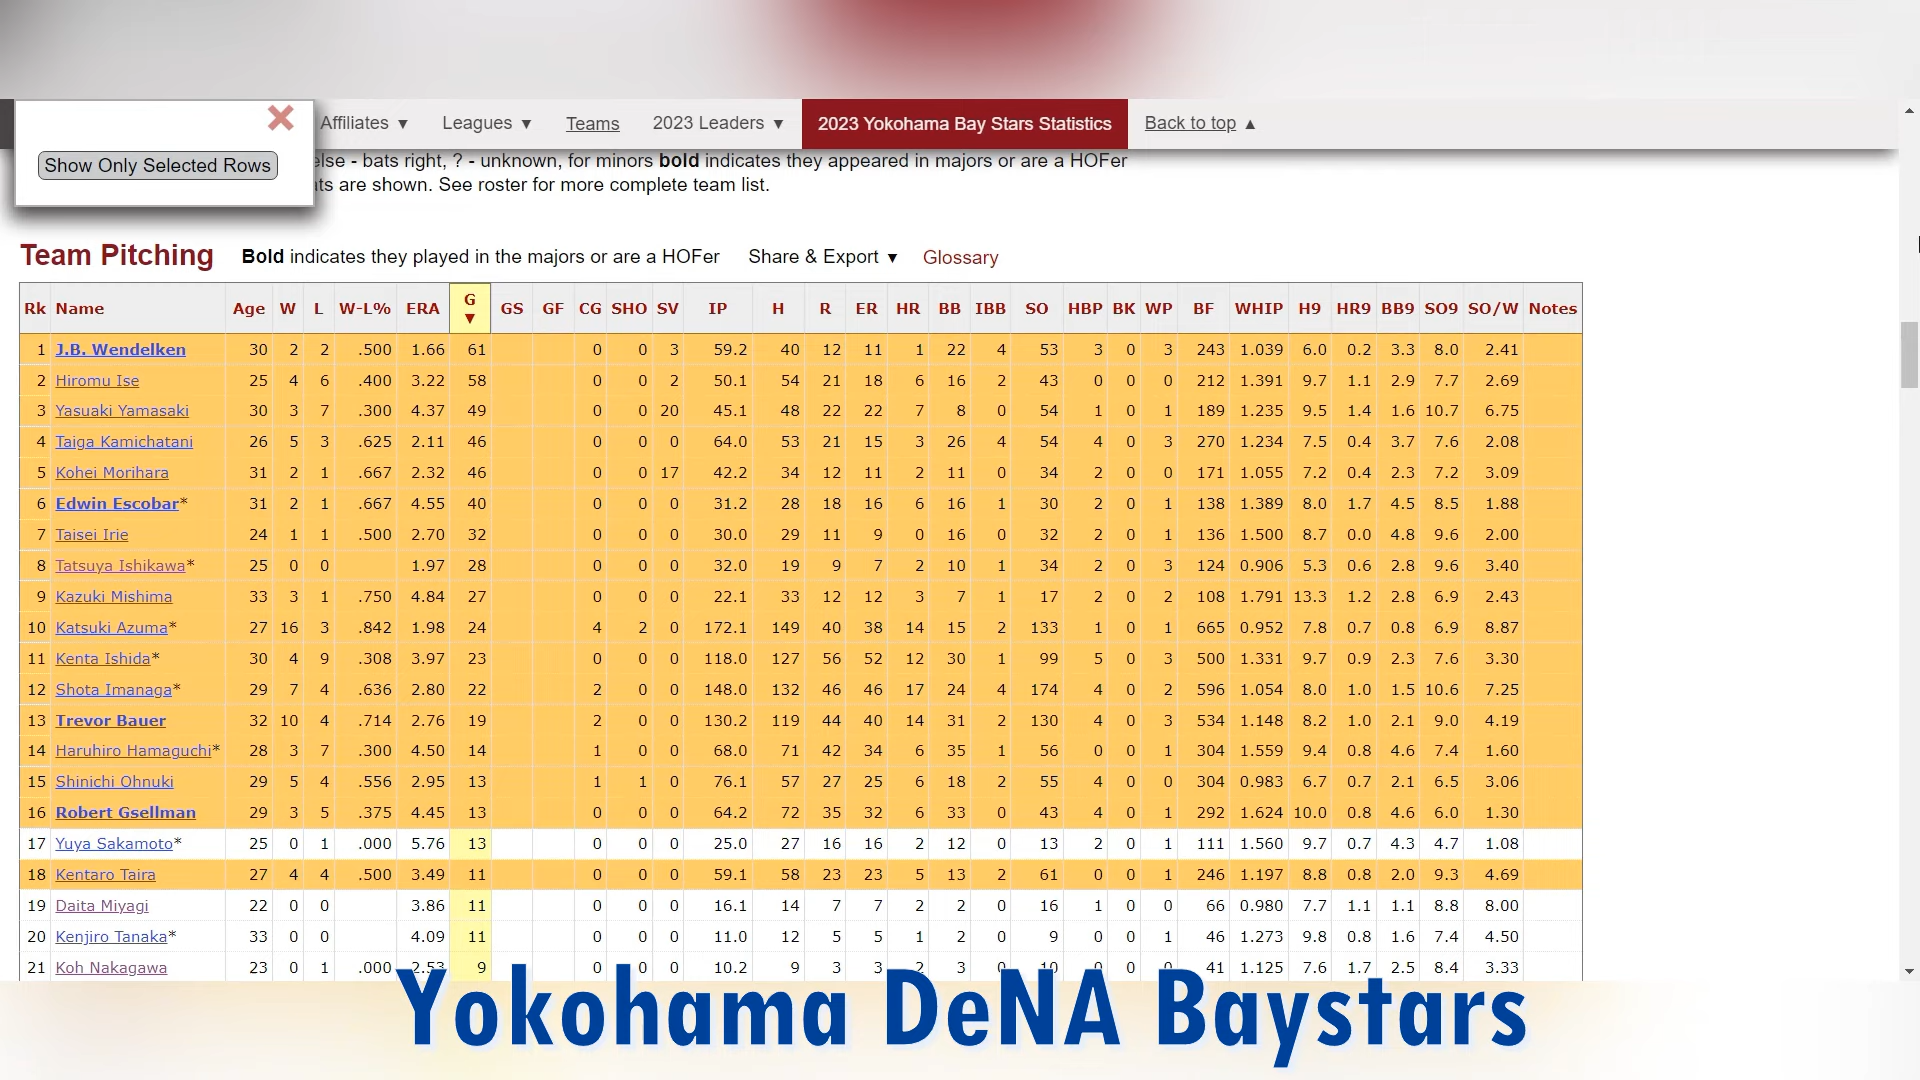 Affiliates ▼ Leagues ▼ Teams 2023 Leaders ▼ 2023 Yokohama Bay Stars Statistics Back to top ▲
Show Only Selected Rows
else - bats right, ? - unknown, for minors bold indicates they appeared in majors or are a HOFer
ts are shown. See roster for more complete team list.
Team Pitching Bold indicates they played in the majors or are a HOFer Share & Export ▼ Glossary
Rk Name Age W L W-L% ERA G ▼ GS GF CG SHO SV IP H R ER HR BB IBB SO HBP BK WP BF WHIP H9 HR9 BB9 SO9 SO/W Notes
1 J.B. Wendelken 30 2 2 .500 1.66 61 0 0 3 59.2 40 12 11 1 22 4 53 3 0 3 243 1.039 6.0 0.2 3.3 8.0 2.41
2 Hiromu Ise 25 4 6 .400 3.22 58 0 0 2 50.1 54 21 18 6 16 2 43 0 0 0 212 1.391 9.7 1.1 2.9 7.7 2.69
3 Yasuaki Yamasaki 30 3 7 .300 4.37 49 0 0 20 45.1 48 22 22 7 8 0 54 1 0 1 189 1.235 9.5 1.4 1.6 10.7 6.75
4 Taiga Kamichatani 26 5 3 .625 2.11 46 0 0 0 64.0 53 21 15 3 26 4 54 4 0 3 270 1.234 7.5 0.4 3.7 7.6 2.08
5 Kohei Morihara 31 2 1 .667 2.32 46 0 0 17 42.2 34 12 11 2 11 0 34 2 0 0 171 1.055 7.2 0.4 2.3 7.2 3.09
6 Edwin Escobar* 31 2 1 .667 4.55 40 0 0 0 31.2 28 18 16 6 16 1 30 2 0 1 138 1.389 8.0 1.7 4.5 8.5 1.88
7 Taisei Irie 24 1 1 .500 2.70 32 0 0 0 30.0 29 11 9 0 16 0 32 2 0 1 136 1.500 8.7 0.0 4.8 9.6 2.00
8 Tatsuya Ishikawa* 25 0 0 1.97 28 0 0 0 32.0 19 9 7 2 10 1 34 2 0 3 124 0.906 5.3 0.6 2.8 9.6 3.40
9 Kazuki Mishima 33 3 1 .750 4.84 27 0 0 0 22.1 33 12 12 3 7 1 17 2 0 2 108 1.791 13.3 1.2 2.8 6.9 2.43
10 Katsuki Azuma* 27 16 3 .842 1.98 24 4 2 0 172.1 149 40 38 14 15 2 133 1 0 1 665 0.952 7.8 0.7 0.8 6.9 8.87
11 Kenta Ishida* 30 4 9 .308 3.97 23 0 0 0 118.0 127 56 52 12 30 1 99 5 0 3 500 1.331 9.7 0.9 2.3 7.6 3.30
12 Shota Imanaga* 29 7 4 .636 2.80 22 2 0 0 148.0 132 46 46 17 24 4 174 4 0 2 596 1.054 8.0 1.0 1.5 10.6 7.25
13 Trevor Bauer 32 10 4 .714 2.76 19 2 0 0 130.2 119 44 40 14 31 2 130 4 0 3 534 1.148 8.2 1.0 2.1 9.0 4.19
14 Haruhiro Hamaguchi* 28 3 7 .300 4.50 14 1 0 0 68.0 71 42 34 6 35 1 56 0 0 1 304 1.559 9.4 0.8 4.6 7.4 1.60
15 Shinichi Ohnuki 29 5 4 .556 2.95 13 1 1 0 76.1 57 27 25 6 18 2 55 4 0 0 304 0.983 6.7 0.7 2.1 6.5 3.06
16 Robert Gsellman 29 3 5 .375 4.45 13 0 0 0 64.2 72 35 32 6 33 0 43 4 0 1 292 1.624 10.0 0.8 4.6 6.0 1.30
17 Yuya Sakamoto* 25 0 1 .000 5.76 13 0 0 0 25.0 27 16 16 2 12 0 13 2 0 1 111 1.560 9.7 0.7 4.3 4.7 1.08
18 Kentaro Taira 27 4 4 .500 3.49 11 0 0 0 59.1 58 23 23 5 13 2 61 0 0 1 246 1.197 8.8 0.8 2.0 9.3 4.69
19 Daita Miyagi 22 0 0 3.86 11 0 0 0 16.1 14 7 7 2 2 0 16 1 0 0 66 0.980 7.7 1.1 1.1 8.8 8.00
20 Kenjiro Tanaka* 33 0 0 4.09 11 0 0 0 11.0 12 5 5 1 2 0 9 0 0 1 46 1.273 9.8 0.8 1.6 7.4 4.50
21 Koh Nakagawa 23 0 1 .000 2.53 9 0 0 0 10.2 9 3 3 2 3 0 10 0 0 0 41 1.125 7.6 1.7 2.5 8.4 3.33
Yokohama DeNA Baystars